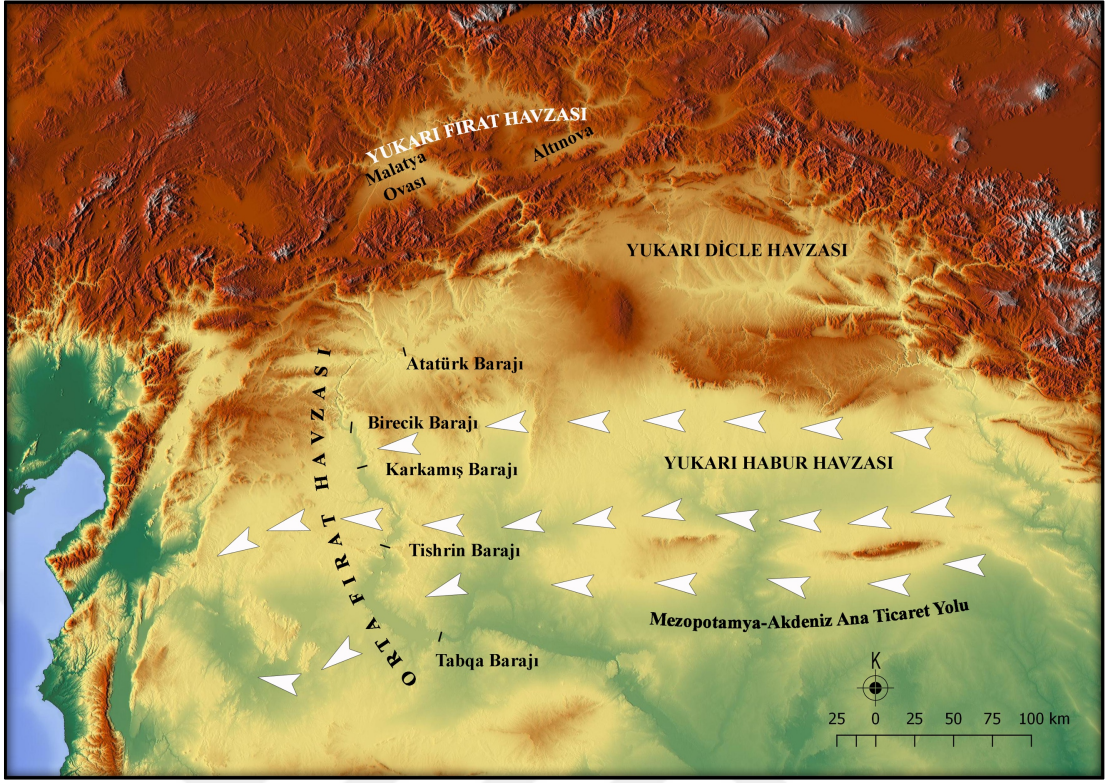 YUKARI FIRAT HAVZASI
Malatya
Ovası
Altınova
YUKARI DİCLE HAVZASI
ORTA FIRAT HAVZASI
Atatürk Barajı
Birecik Barajı
Karkamış Barajı
YUKARI HABUR HAVZASI
Tishrin Barajı
Mezopotamya-Akdeniz Ana Ticaret Yolu
Tabqa Barajı
K
25 0 25 50 75 100 km